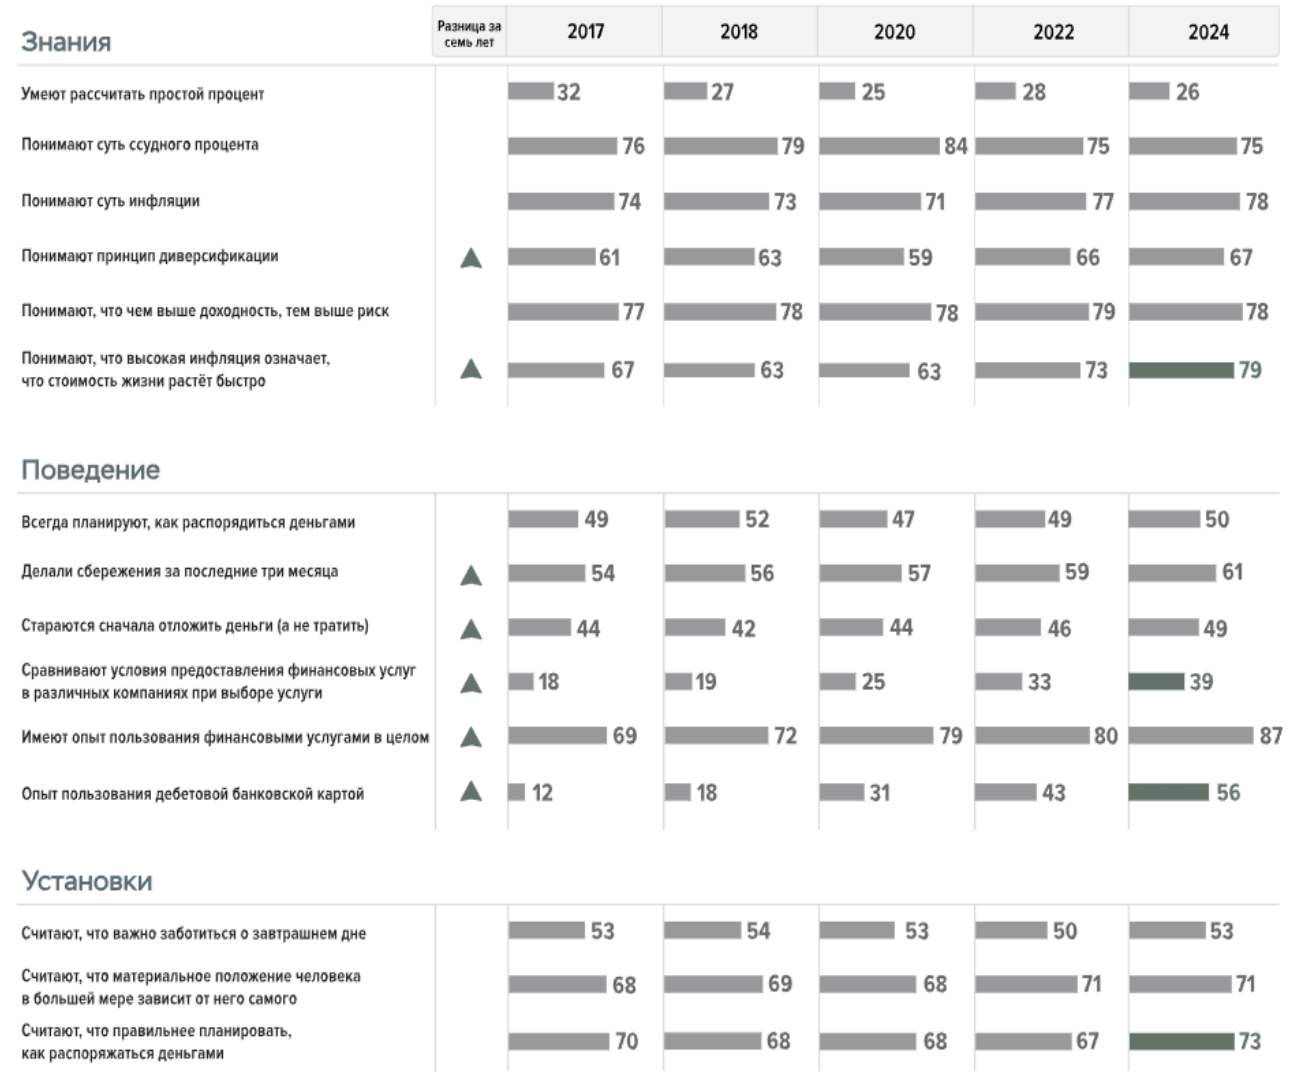 Знания
Разница за
семь лет
2017 2018 2020 2022 2024
Умеют рассчитать простой процент 32 27 25 28 26
Понимают суть ссудного процента 76 79 84 75 75
Понимают суть инфляции 74 73 71 77 78
Понимают принцип диверсификации 61 63 59 66 67
Понимают, что чем выше доходность, тем выше риск 77 78 78 79 78
Понимают, что высокая инфляция означает,
что стоимость жизни растёт быстро 67 63 63 73 79
Поведение
Всегда планируют, как распорядиться деньгами 49 52 47 49 50
Делали сбережения за последние три месяца 54 56 57 59 61
Стараются сначала отложить деньги (а не тратить) 44 42 44 46 49
Сравнивают условия предоставления финансовых услуг
в различных компаниях при выборе услуги 18 19 25 33 39
Имеют опыт пользования финансовыми услугами в целом 69 72 79 80 87
Опыт пользования дебетовой банковской картой 12 18 31 43 56
Установки
Считают, что важно заботиться о завтрашнем дне 53 54 53 50 53
Считают, что материальное положение человека
в большей мере зависит от него самого 68 69 68 71 71
Считают, что правильнее планировать,
как распоряжаться деньгами 70 68 68 67 73